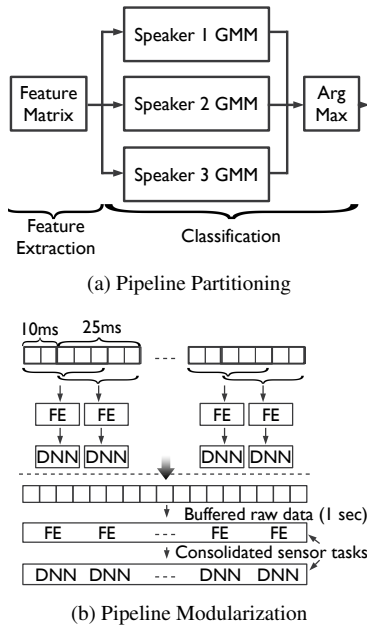 Speaker 1 GMM
Feature
Matrix
Speaker 2 GMM
Arg
Max
Speaker 3 GMM
Feature
Extraction
Classification
(a) Pipeline Partitioning
10ms
25ms
FE FE FE FE
DNN DNN DNN DNN
Buffered raw data (1 sec)
FE FE FE FE
Consolidated sensor tasks
DNN DNN DNN DNN
(b) Pipeline Modularization